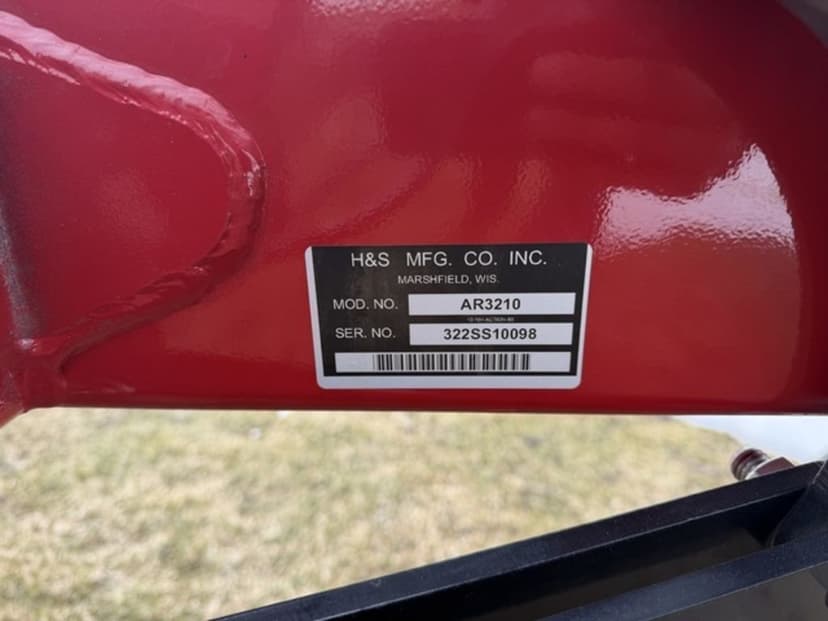 H&S MFG. CO. INC.
MARSHFIELD, WIS.
MOD. NO. AR3210
SER. NO. 322SS10098